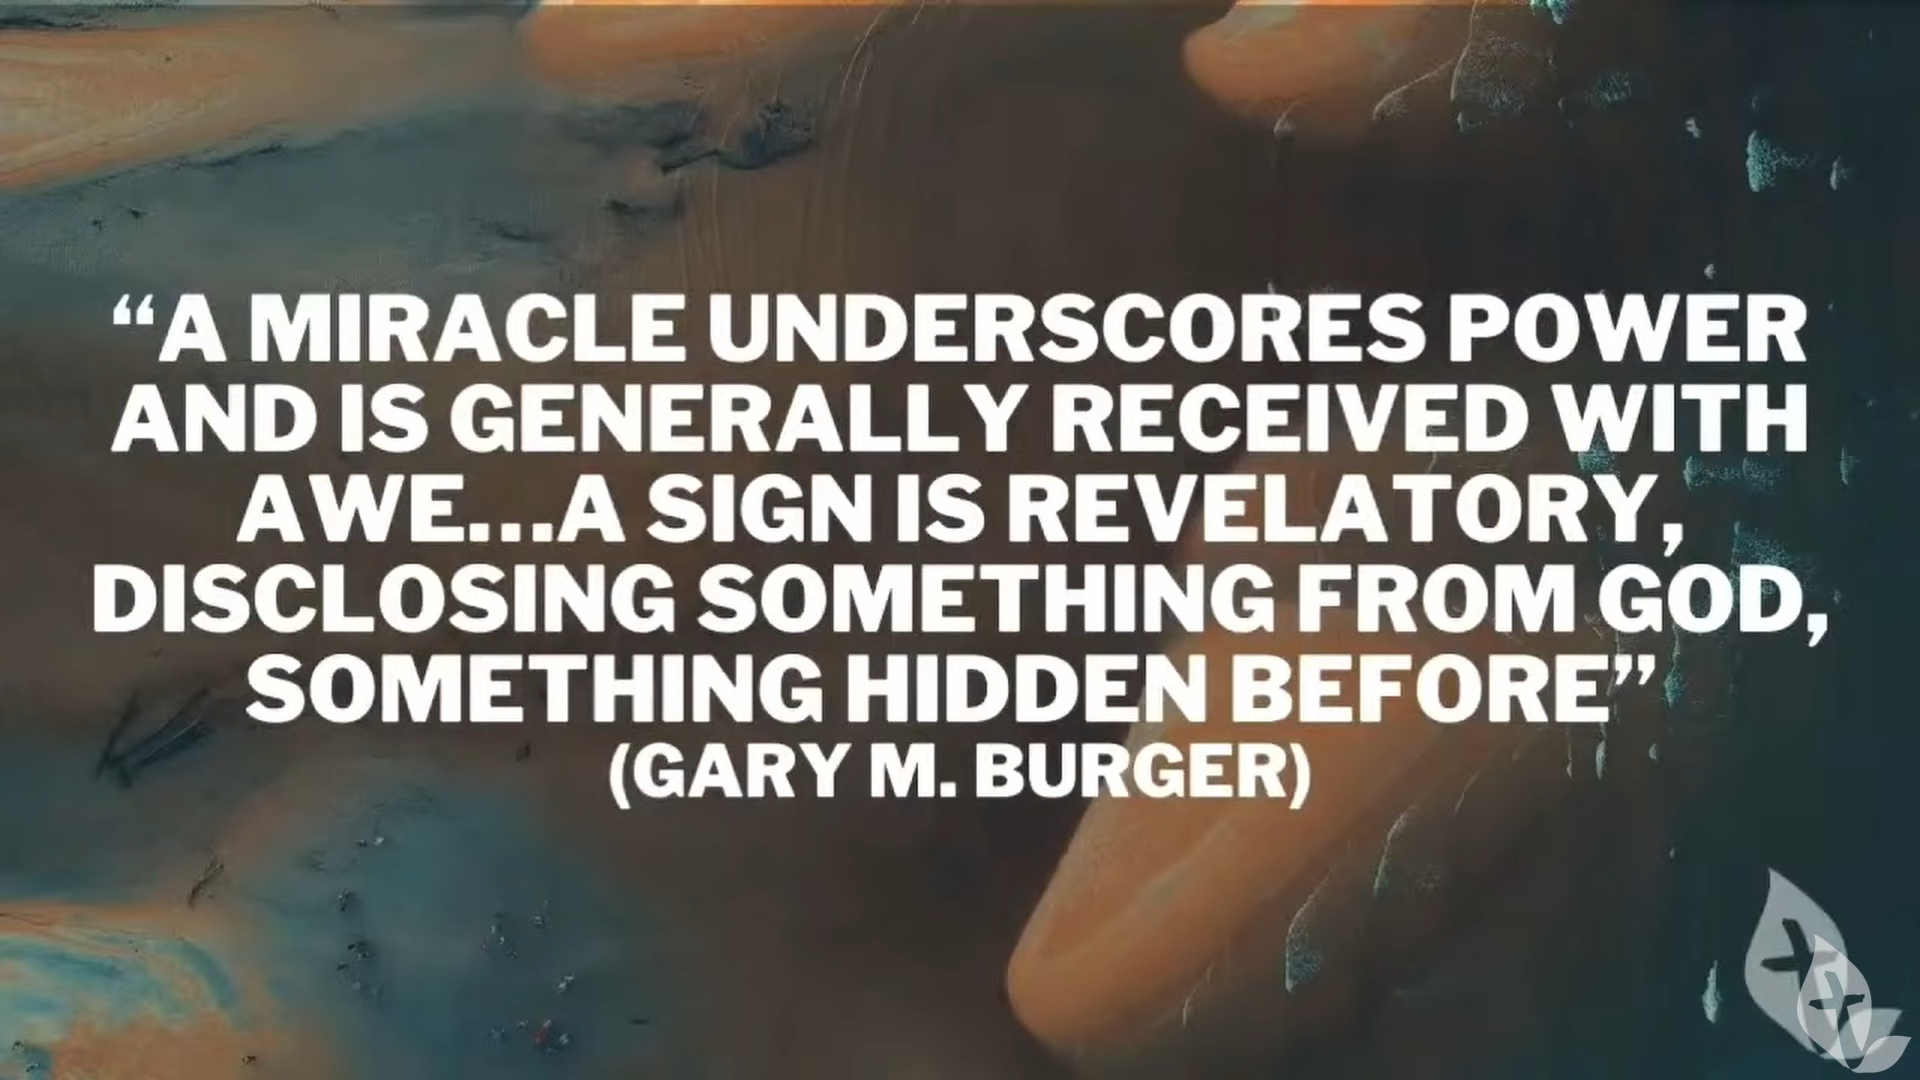 “A MIRACLE UNDERSCORES POWER
AND IS GENERALLY RECEIVED WITH
AWE...A SIGN IS REVELATORY,
DISCLOSING SOMETHING FROM GOD,
SOMETHING HIDDEN BEFORE”
(GARY M. BURGER)